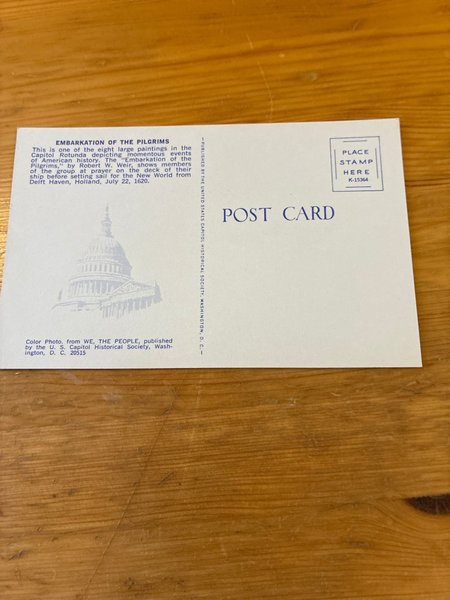 EMBARKATION OF THE PILGRIMS
This is one of the eight large paintings in the
Capitol Rotunda depicting momentous events
of American history. The "Embarkation of the
Pilgrims," by Robert W. Weir, shows members
of the group at prayer on the deck of their
ship before setting sail for the New World from
Delft Haven, Holland, July 22, 1620.
Color Photo, from WE, THE PEOPLE, published
by the U. S. Capitol Historical Society, Wash-
ington, D. C. 20515
—PUBLISHED BY THE UNITED STATES CAPITOL HISTORICAL SOCIETY, WASHINGTON, D. C.—
POST CARD
PLACE
STAMP
HERE
K-15364